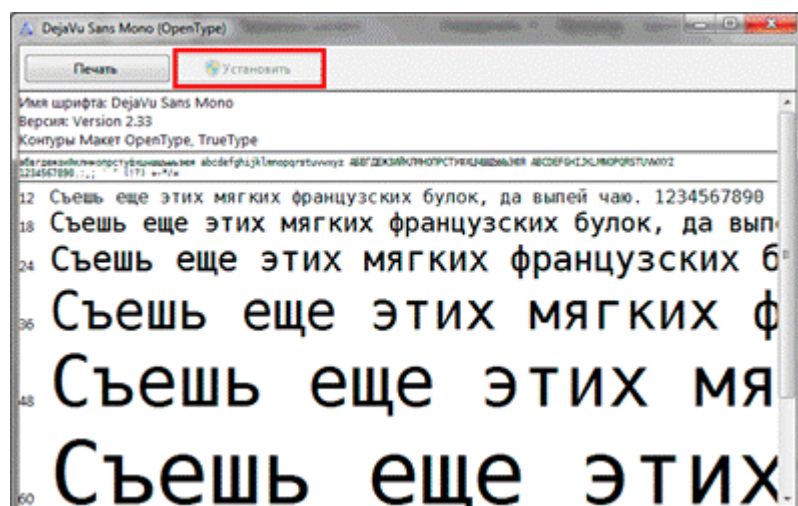 DejaVu Sans Mono (OpenType)
Печать
Установить
Имя шрифта: DejaVu Sans Mono
Версия: Version 2.33
Контуры Макет OpenType, TrueType
abcdefghijklmnopqrstuvwxyz ABCDEFGHIJKLMNOPQRSTUVWXYZ
1234567890.:,;
12 Съешь еще этих мягких французских булок, да выпей чаю. 1234567890
18 Съешь еще этих мягких французских булок, да вып
24 Съешь еще этих мягких французских б
36 Съешь еще этих мягких ф
48 Съешь еще этих мя
60 Съешь еще этих